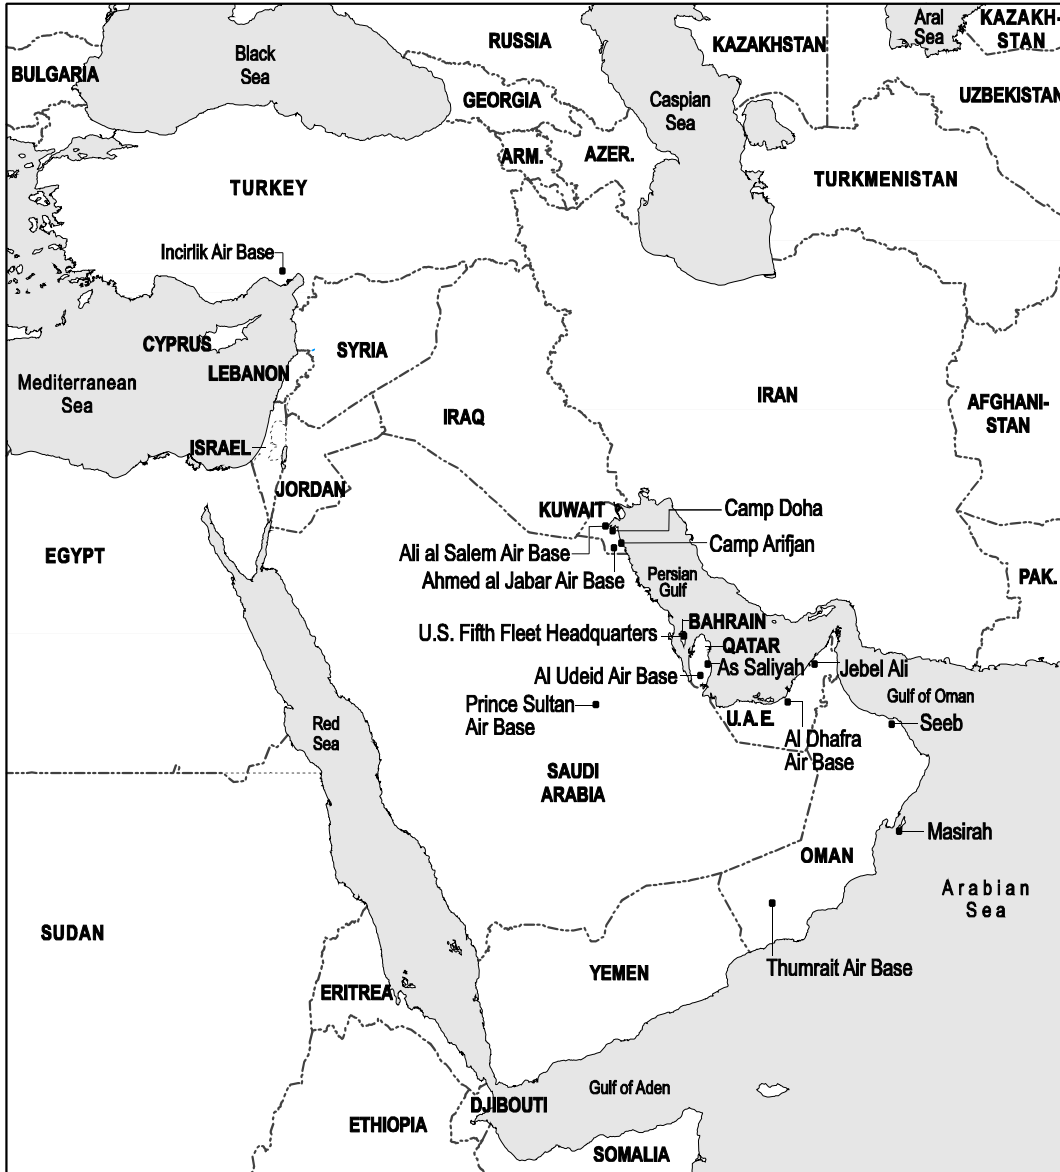 Aral
Sea
KAZAKH-
STAN
RUSSIA
KAZAKHSTAN
Black
Sea
BULGARIA
GEORGIA
Caspian
Sea
UZBEKISTAN
ARM.
AZER.
TURKMENISTAN
TURKEY
Incirlik Air Base
CYPRUS
SYRIA
LEBANON
Mediterranean
Sea
IRAN
AFGHANI-
STAN
IRAQ
ISRAEL
JORDAN
KUWAIT
Camp Doha
Camp Arifjan
Ali al Salem Air Base
Ahmed al Jabar Air Base
EGYPT
Persian
Gulf
PAK.
BAHRAIN
U.S. Fifth Fleet Headquarters
QATAR
As Saliyah
Jebel Ali
Al Udeid Air Base
Gulf of Oman
Prince Sultan
Air Base
U.A.E.
Seeb
Red
Sea
Al Dhafra
Air Base
SAUDI
ARABIA
Masirah
OMAN
Arabian
Sea
SUDAN
Thumrait Air Base
YEMEN
ERITREA
Gulf of Aden
DJIBOUTI
ETHIOPIA
SOMALIA